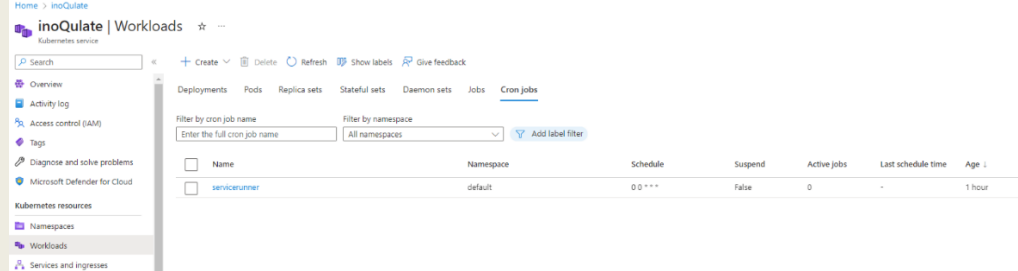 Home > inoQulate
inoQulate | Workloads ☆ ...
Kubernetes service
Search «
Create Delete Refresh Show labels Give feedback
Overview
Activity log
Access control (IAM)
Tags
Diagnose and solve problems
Microsoft Defender for Cloud
Kubernetes resources
Namespaces
Workloads
Services and ingresses
Deployments Pods Replica sets Stateful sets Daemon sets Jobs Cron jobs
Filter by cron job name Filter by namespace
Enter the full cron job name All namespaces Add label filter
Name Namespace Schedule Suspend Active jobs Last schedule time Age ↓
servicerunner default 0 0 * * * False 0 - 1 hour